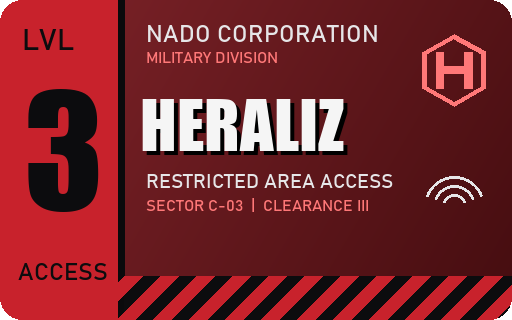 LVL
3
ACCESS
NADO CORPORATION
MILITARY DIVISION
H
HERALIZ
RESTRICTED AREA ACCESS
SECTOR C-03 | CLEARANCE III